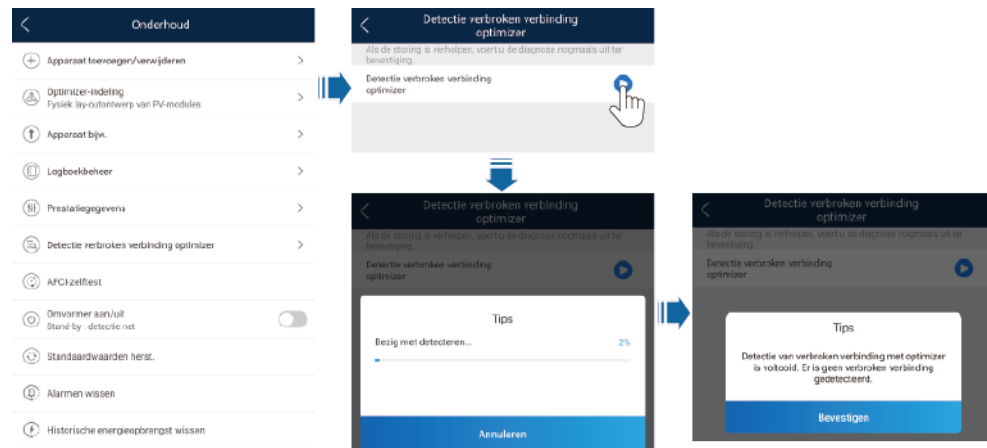 Onderhoud
Apparaat toevoegen/verwijderen
Optimizer-indeling
Fysiek lay-outontwerp van PV-modules
Apparaat bijw.
Logboekbeheer
Prestatiegegevens
Detectie verbroken verbinding optimizer
AFCI-zelftest
Omvormer aan/uit
Stand-by : detectie net
Standaardwaarden herst.
Alarmen wissen
Historische energieopbrengst wissen
Detectie verbroken verbinding
optimizer
Als de storing is verholpen, voert u de diagnose nogmaals uit ter
bevestiging.
Detectie verbroken verbinding
optimizer
Detectie verbroken verbinding
optimizer
Als de storing is verholpen, voert u de diagnose nogmaals uit ter
bevestiging.
Detectie verbroken verbinding
optimizer
Tips
Bezig met detecteren... 2%
Annuleren
Detectie verbroken verbinding
optimizer
Als de storing is verholpen, voert u de diagnose nogmaals uit ter
bevestiging.
Detectie verbroken verbinding
optimizer
Tips
Detectie van verbroken verbinding met optimizer
is voltooid. Er is geen verbroken verbinding
gedetecteerd.
Bevestigen